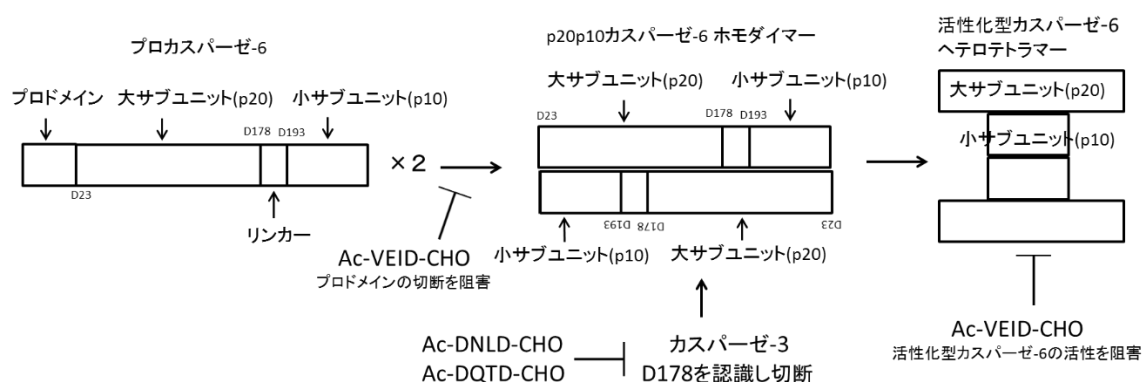 プロカスパーゼ-6
プロドメイン
大サブユニット(p20)
小サブユニット(p10)
D178
D193
D23
リンカー
×2
Ac-VEID-CHO
プロドメインの切断を阻害
p20p10カスパーゼ-6 ホモダイマー
大サブユニット(p20)
小サブユニット(p10)
D23
D178
D193
D193
D178
D23
小サブユニット(p10)
大サブユニット(p20)
Ac-DNLD-CHO
Ac-DQTD-CHO
カスパーゼ-3
D178を認識し切断
活性化型カスパーゼ-6
ヘテロテトラマー
大サブユニット(p20)
小サブユニット(p10)
Ac-VEID-CHO
活性化型カスパーゼ-6の活性を阻害